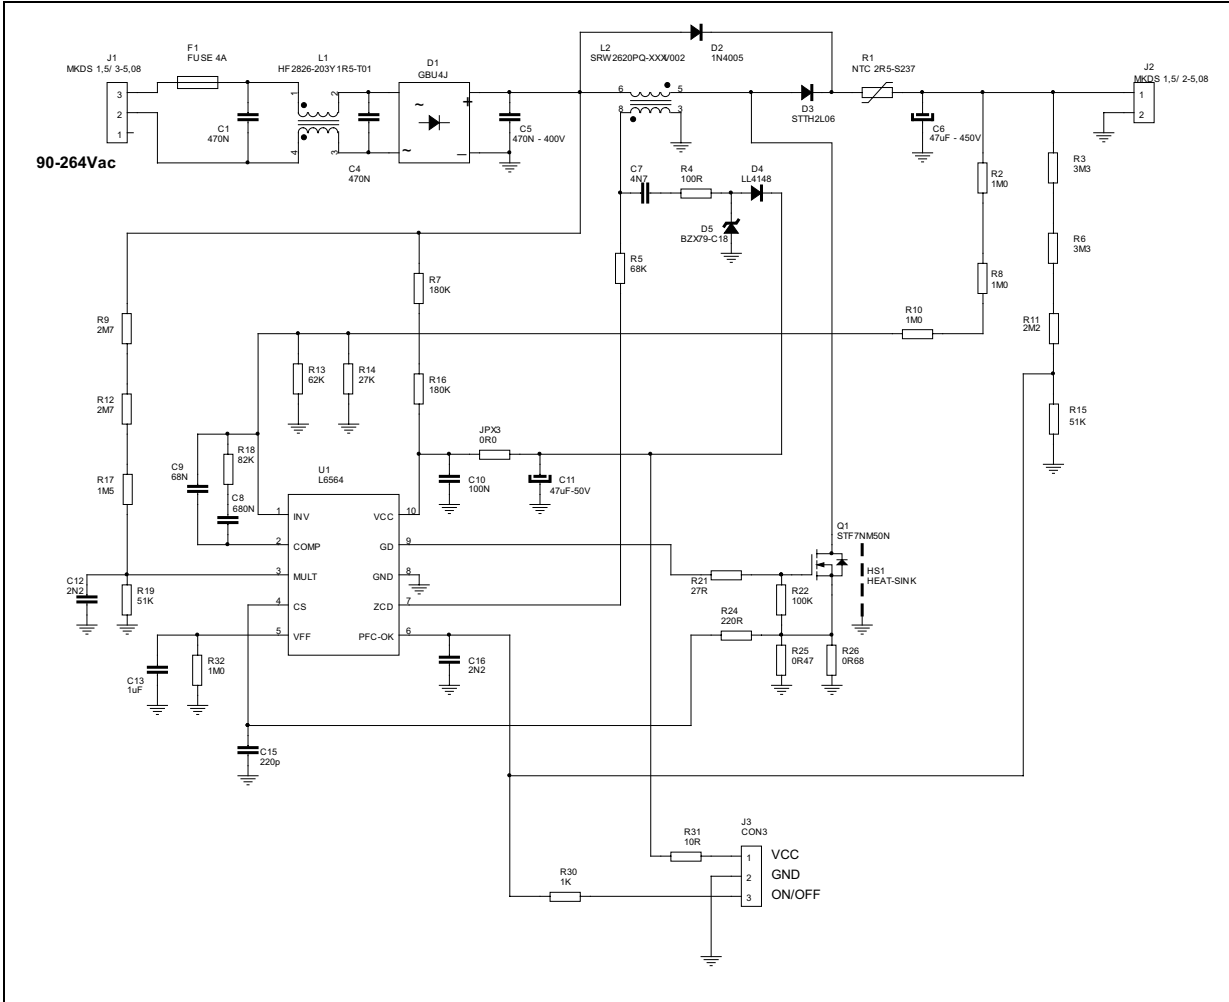 F1
FUSE 4A
J1
MKDS 1,5/ 3-5,08
L1
HF2826-203Y1R5-T01
D1
GBU4J
L2
SRW2620PQ-XXXV002
D2
1N4005
R1
NTC 2R5-S237
J2
MKDS 1,5/ 2-5,08
3
2
1
C1
470N
1
2
4
3
C4
470N
~
~
+
–
C5
470N - 400V
6
5
8
3
D3
STTH2L06
C6
47uF - 450V
1
2
90-264Vac
C7
4N7
R4
100R
D4
LL4148
D5
BZX79-C18
R2
1M0
R3
3M3
R5
68K
R6
3M3
R7
180K
R8
1M0
R9
2M7
R10
1M0
R11
2M2
R13
62K
R14
27K
R16
180K
R12
2M7
R15
51K
JPX3
0R0
R18
82K
C9
68N
C8
680N
R17
1M5
U1
L6564
C10
100N
C11
47uF-50V
1
INV
VCC
10
2
COMP
GD
9
3
MULT
GND
8
4
CS
ZCD
7
5
VFF
PFC-OK
6
Q1
STF7NM50N
HS1
HEAT-SINK
C12
2N2
R19
51K
R21
27R
R22
100K
R24
220R
R25
0R47
R26
0R68
C13
1uF
R32
1M0
C16
2N2
C15
220p
J3
CON3
R31
10R
1
VCC
2
GND
3
ON/OFF
R30
1K